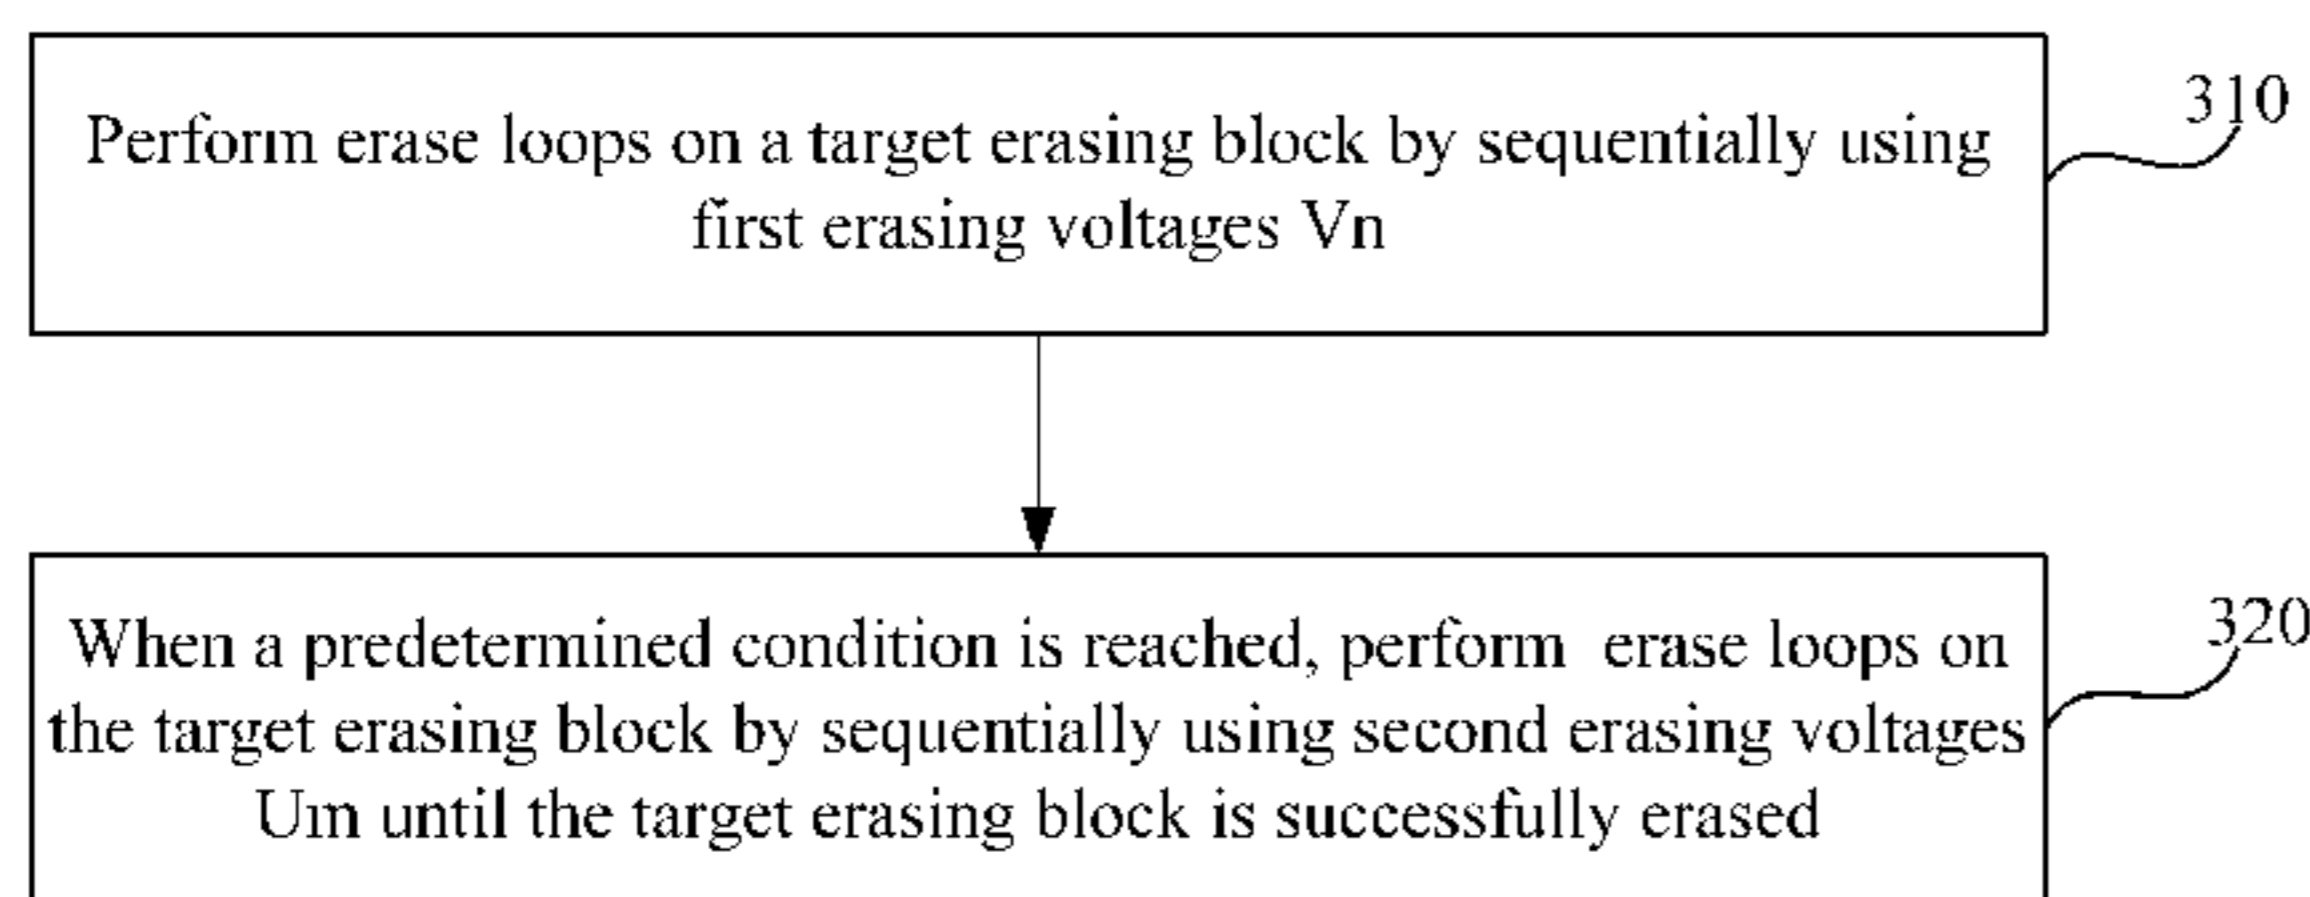 Perform erase loops on a target erasing block by sequentially using
first erasing voltages Vn
310
When a predetermined condition is reached, perform erase loops on
the target erasing block by sequentially using second erasing voltages
Um until the target erasing block is successfully erased
320